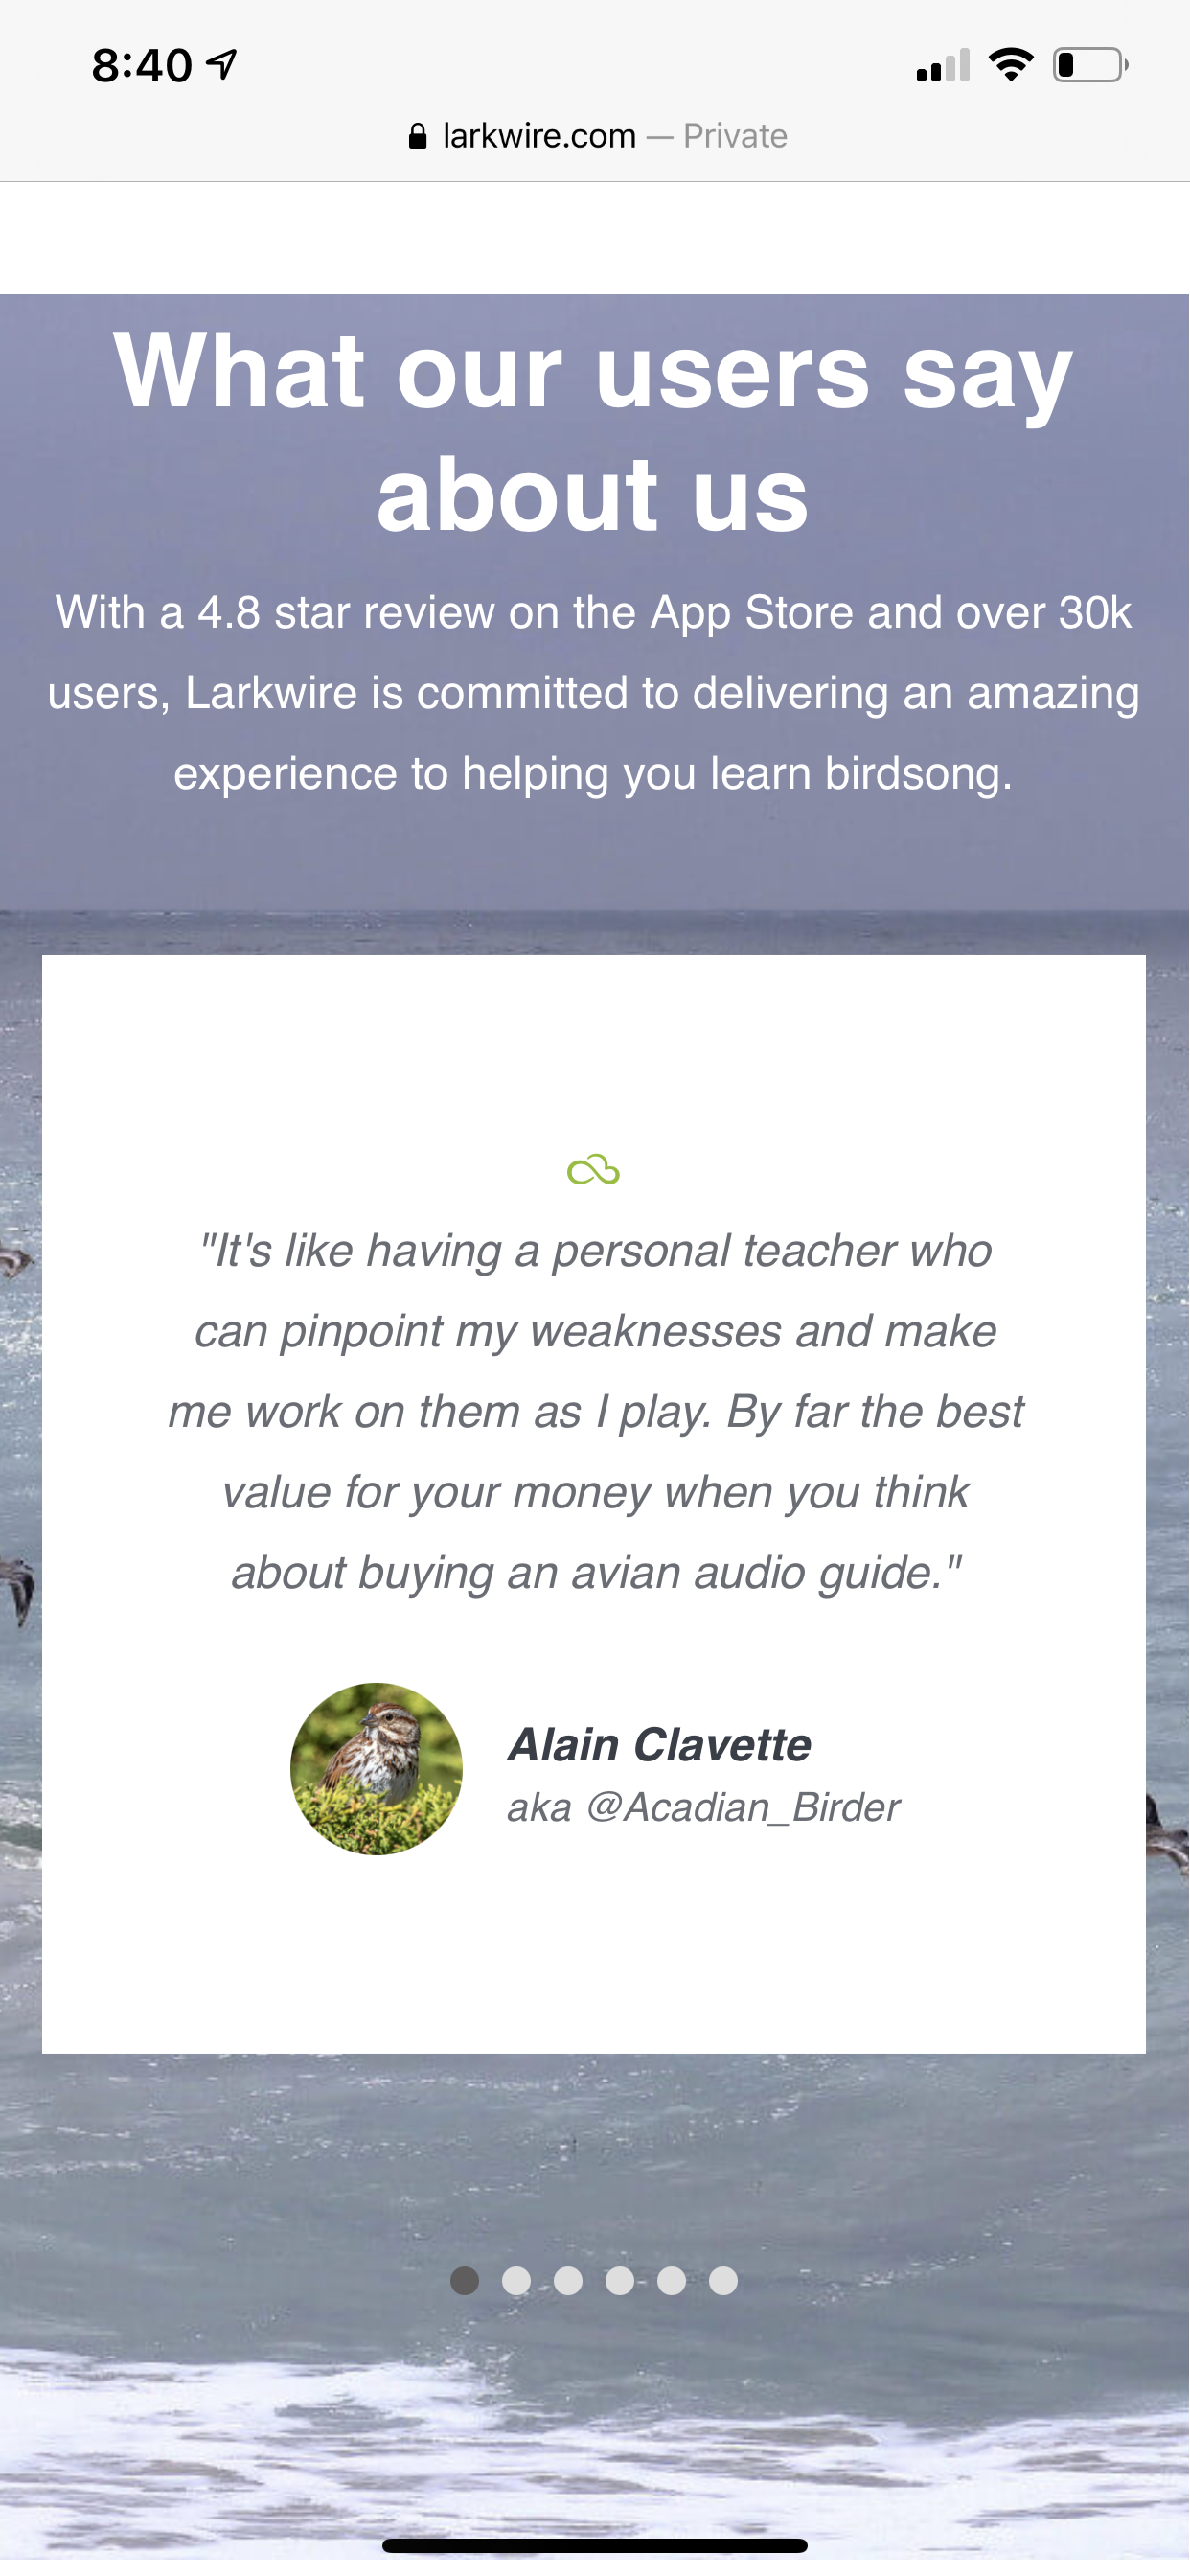 8:40
larkwire.com — Private
What our users say
about us
With a 4.8 star review on the App Store and over 30k
users, Larkwire is committed to delivering an amazing
experience to helping you learn birdsong.
"It's like having a personal teacher who
can pinpoint my weaknesses and make
me work on them as I play. By far the best
value for your money when you think
about buying an avian audio guide."
Alain Clavette
aka @Acadian_Birder